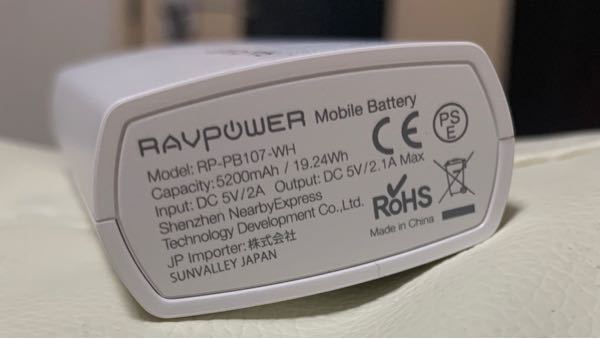 RAVPOWER Mobile Battery
Model: RP-PB107-WH
Capacity: 5200mAh / 19.24Wh
Input: DC 5V/2A Output: DC 5V/2.1A Max
Shenzhen NearbyExpress
Technology Development Co.,Ltd.
JP Importer: 株式会社
SUNVALLEY JAPAN
CE
PS
E
RoHS
Made in China